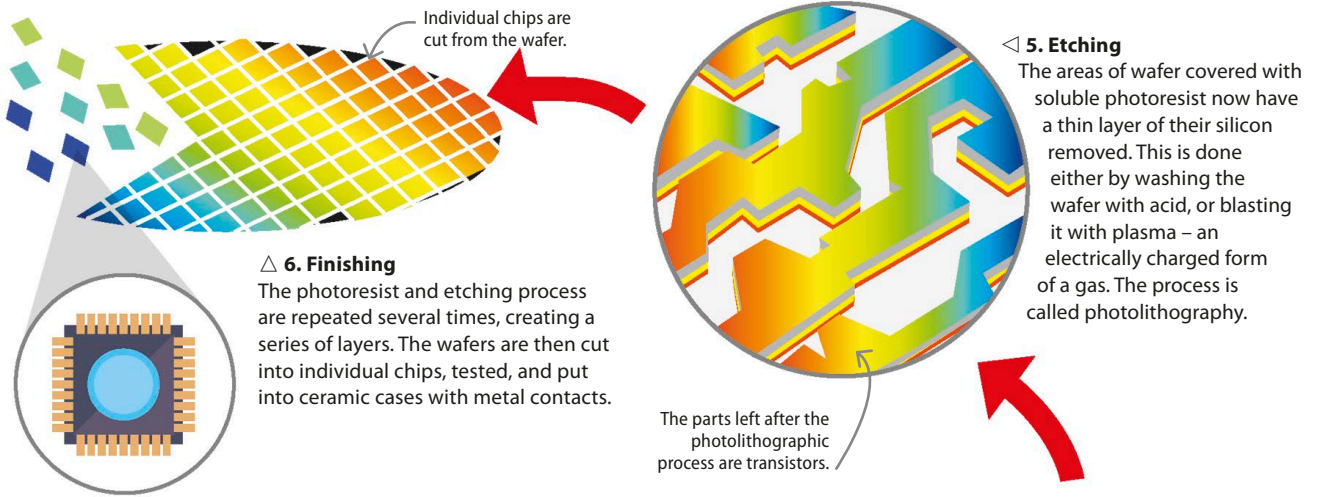 Individual chips are
cut from the wafer.
◁ 5. Etching
The areas of wafer covered with
soluble photoresist now have
a thin layer of their silicon
removed. This is done
either by washing the
wafer with acid, or blasting
it with plasma – an
electrically charged form
of a gas. The process is
called photolithography.
△ 6. Finishing
The photoresist and etching process
are repeated several times, creating a
series of layers. The wafers are then cut
into individual chips, tested, and put
into ceramic cases with metal contacts.
The parts left after the
photolithographic
process are transistors.